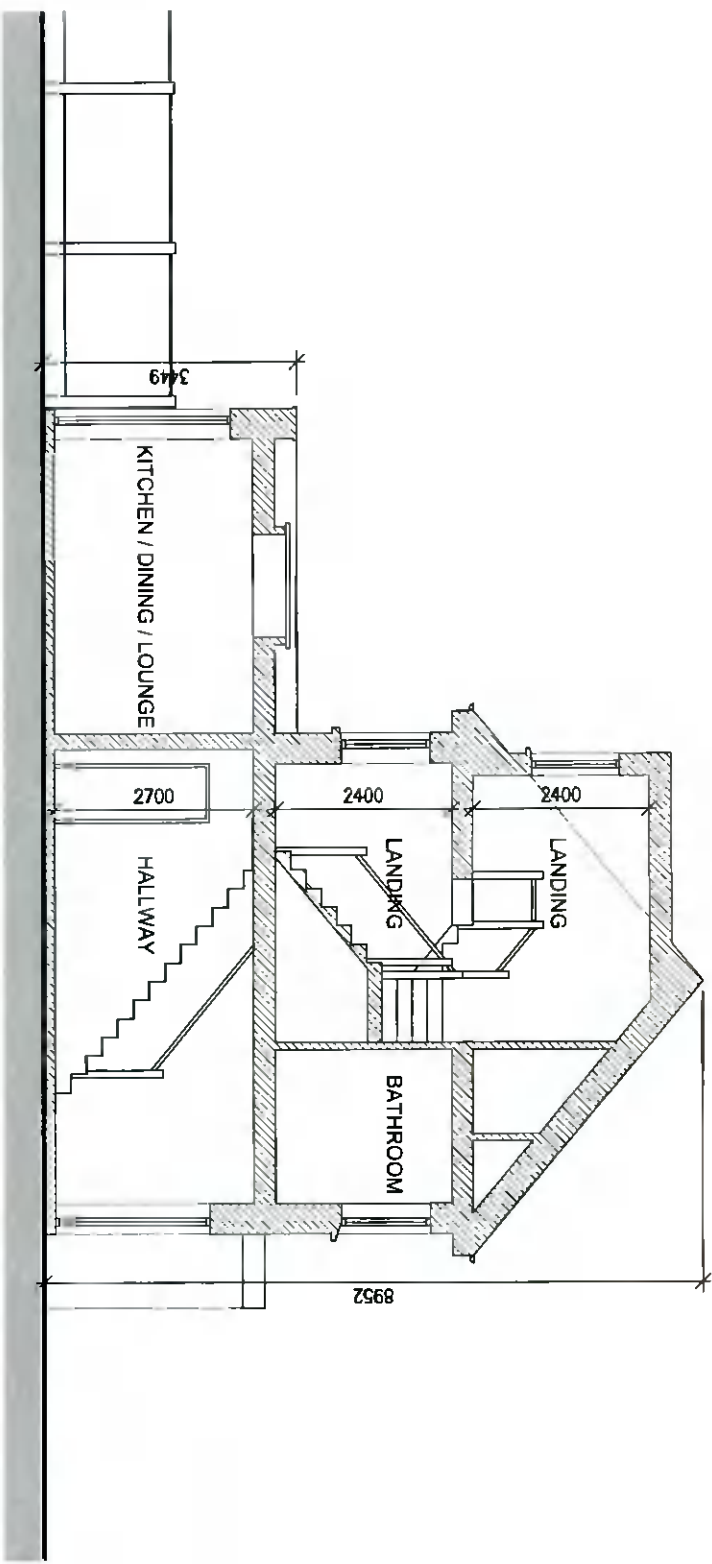 3449
KITCHEN / DINING / LOUNGE
2700
2400
2400
HALLWAY
LANDING
LANDING
BATHROOM
8952